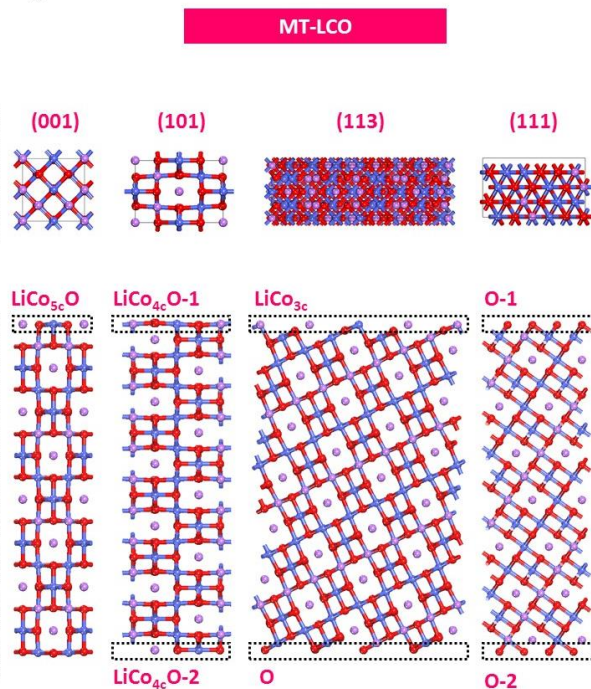 MT-LCO
(001) (101) (113) (111)
LiCo5cO LiCo4cO-1 LiCo3c O-1
LiCo4cO-2 O O-2